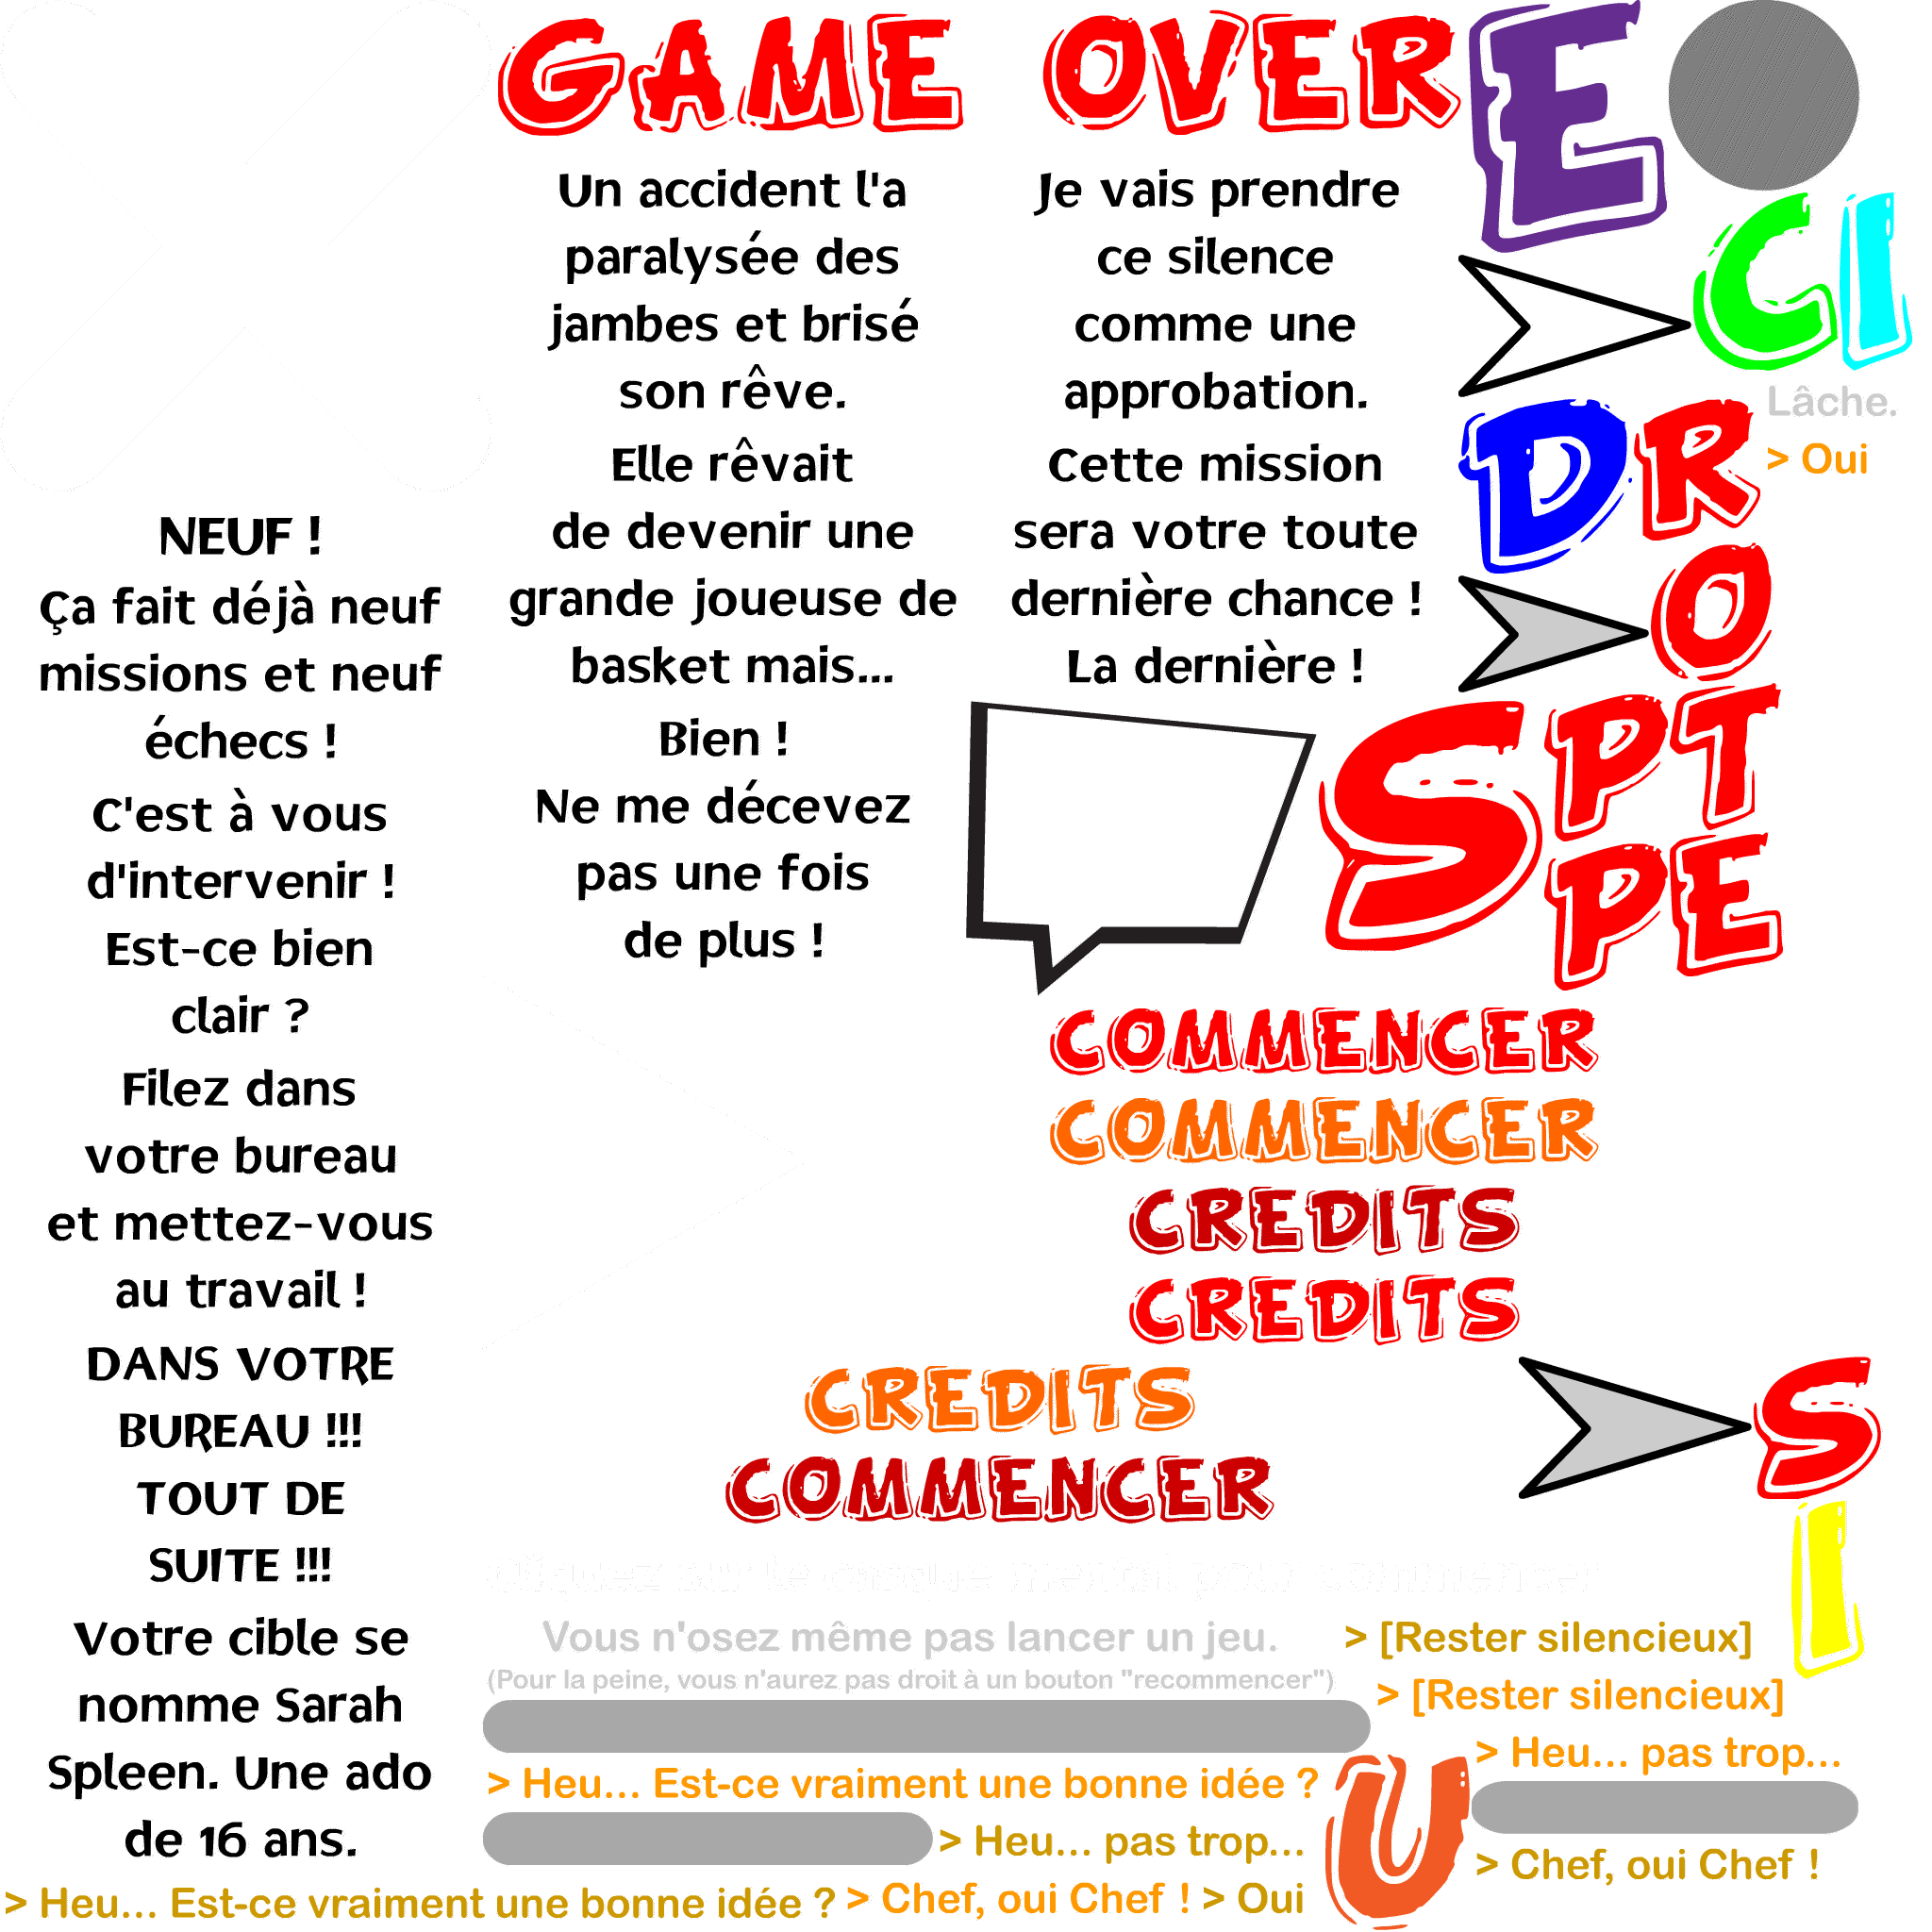 GAME OVER
E
Un accident l'a
paralysée des
jambes et brisé
son rêve.
Je vais prendre
ce silence
comme une
approbation.
CI
Lâche.
> Oui
DR
O
Elle rêvait
de devenir une
grande joueuse de
basket mais...
Cette mission
sera votre toute
dernière chance !
La dernière !
NEUF !
Ça fait déjà neuf
missions et neuf
échecs !
C'est à vous
d'intervenir !
Est-ce bien
clair ?
Filez dans
votre bureau
et mettez-vous
au travail !
DANS VOTRE
BUREAU !!!
TOUT DE
SUITE !!!
Votre cible se
nomme Sarah
Spleen. Une ado
de 16 ans.
Bien !
Ne me décevez
pas une fois
de plus !
S
PT
PE
COMMENCER
COMMENCER
CREDITS
CREDITS
CREDITS
COMMENCER
S
I
Cliquez sur le casque mental pour commencer
Vous n'osez même pas lancer un jeu.
(Pour la peine, vous n'aurez pas droit à un bouton "recommencer")
> [Rester silencieux]
> [Rester silencieux]
> Heu... pas trop...
> Heu... Est-ce vraiment une bonne idée ?
U
> Heu... pas trop...
> Chef, oui Chef !
> Heu... Est-ce vraiment une bonne idée ?
> Chef, oui Chef !
> Oui